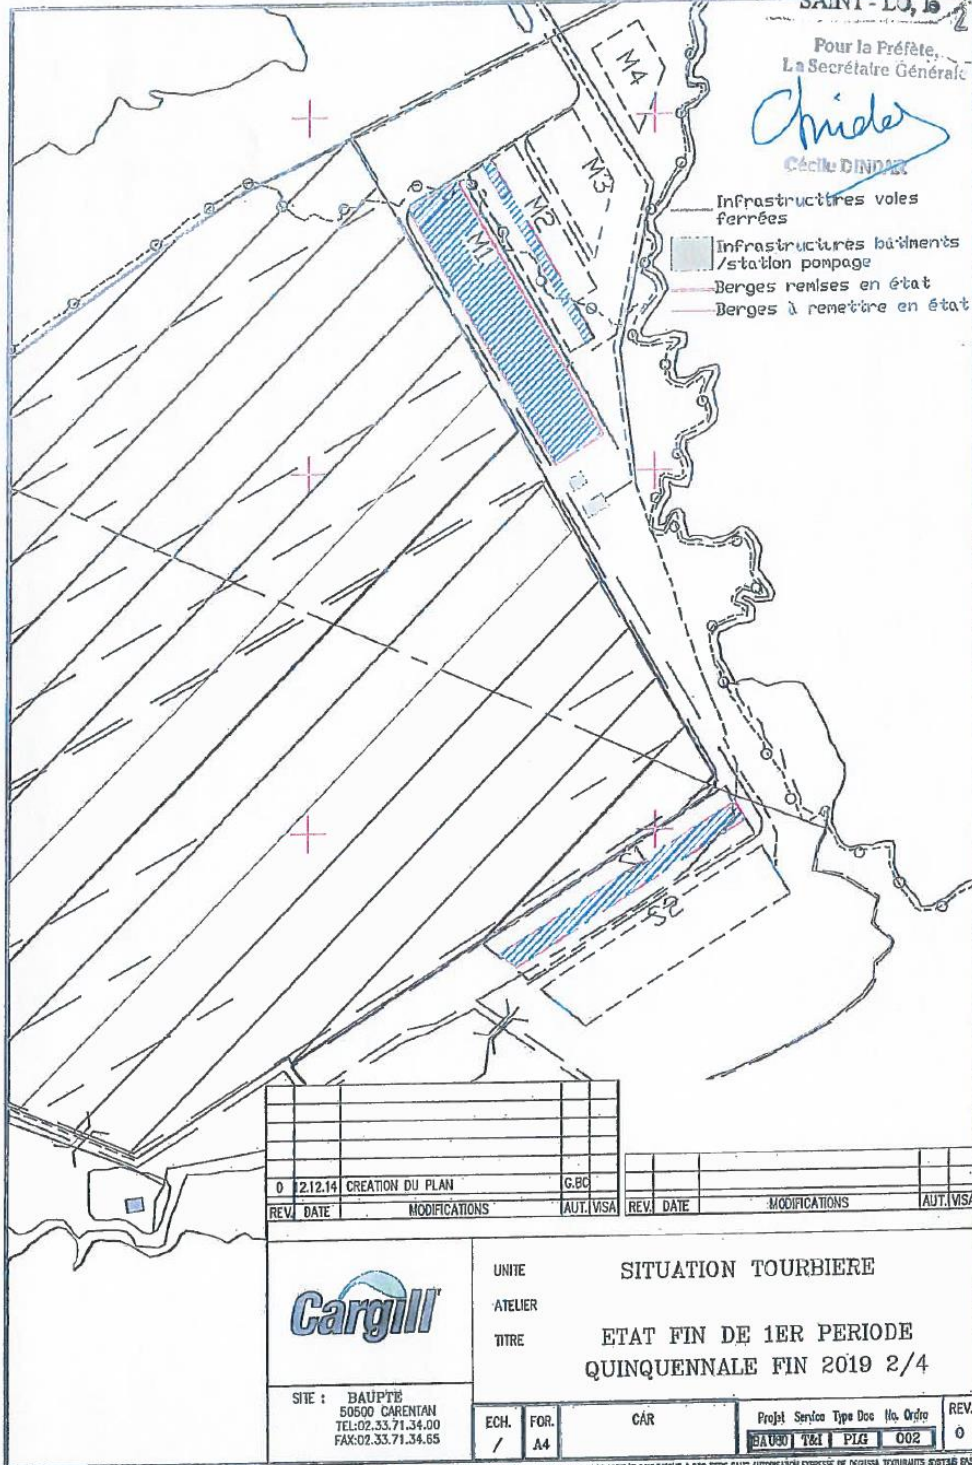 SAINT - LO, le 2
Pour la Préfète,
La Secrétaire Générale
Cécile DINDAR
Infrastructures voies
ferrées
Infrastructures bâtiments
/station pompage
Berges remises en état
Berges à remettre en état
M4
M3
M2
M1
S2
0 12.12.14 CREATION DU PLAN G.BC
REV. DATE MODIFICATIONS AUT. VISA
REV. DATE MODIFICATIONS AUT. VISA
Cargill
UNITE SITUATION TOURBIERE
ATELIER
TITRE ETAT FIN DE 1ER PERIODE
QUINQUENNALE FIN 2019 2/4
SITE : BAUPTE
50500 CARENTAN
TEL:02.33.71.34.00
FAX:02.33.71.34.65
ECH. FOR. CAR Projet Service Type Doc No. Ordre REV.
/ A4 BAU80 T&I PLG 002 0